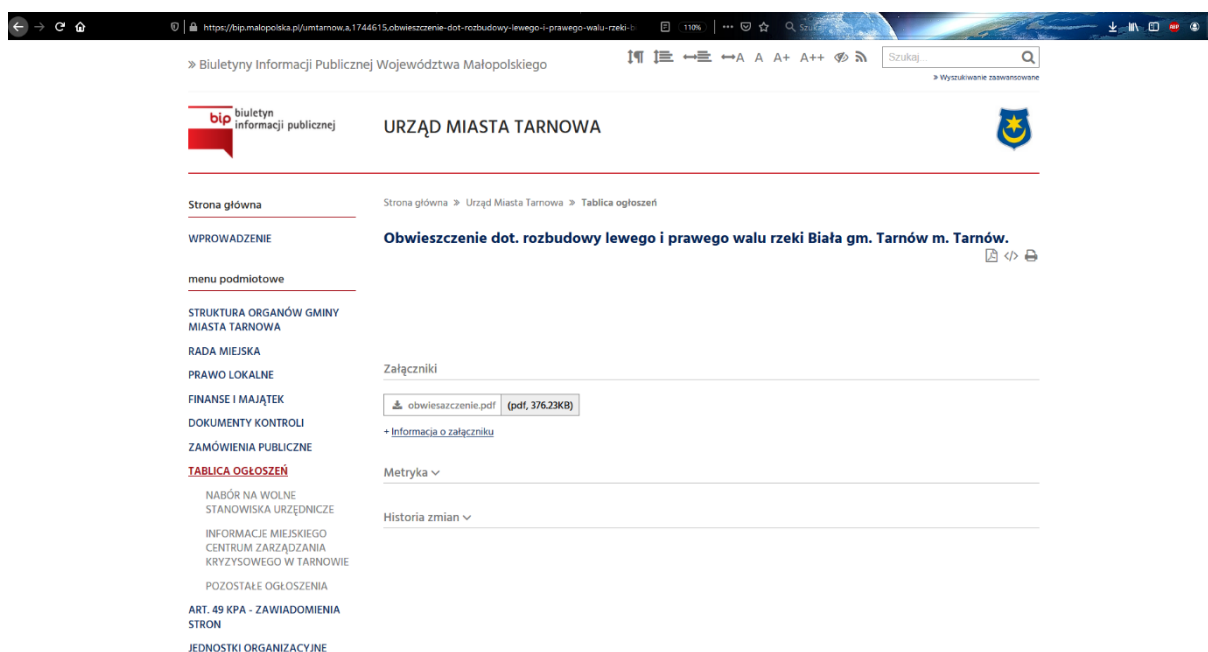 https://bip.malopolska.pl/umtarnow,a,1744615,obwieszczenie-dot-rozbudowy-lewego-i-prawego-walu-rzeki-b
110%
» Biuletyny Informacji Publicznej Województwa Małopolskiego
A A A+ A++
Szukaj...
» Wyszukiwanie zaawansowane
bip biuletyn
informacji publicznej
URZĄD MIASTA TARNOWA
Strona główna
Strona główna » Urząd Miasta Tarnowa » Tablica ogłoszeń
WPROWADZENIE
Obwieszczenie dot. rozbudowy lewego i prawego walu rzeki Biała gm. Tarnów m. Tarnów.
menu podmiotowe
STRUKTURA ORGANÓW GMINY
MIASTA TARNOWA
RADA MIEJSKA
PRAWO LOKALNE
FINANSE I MAJĄTEK
DOKUMENTY KONTROLI
ZAMÓWIENIA PUBLICZNE
TABLICA OGŁOSZEŃ
NABÓR NA WOLNE
STANOWISKA URZĘDNICZE
INFORMACJE MIEJSKIEGO
CENTRUM ZARZĄDZANIA
KRYZYSOWEGO W TARNOWIE
POZOSTAŁE OGŁOSZENIA
ART. 49 KPA - ZAWIADOMIENIA
STRON
JEDNOSTKI ORGANIZACYJNE
Załączniki
obwiesazczenie.pdf (pdf, 376.23KB)
+ Informacja o załączniku
Metryka
Historia zmian